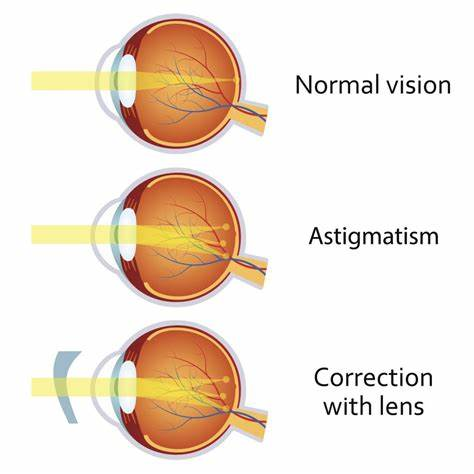 Normal vision
Astigmatism
Correction
with lens